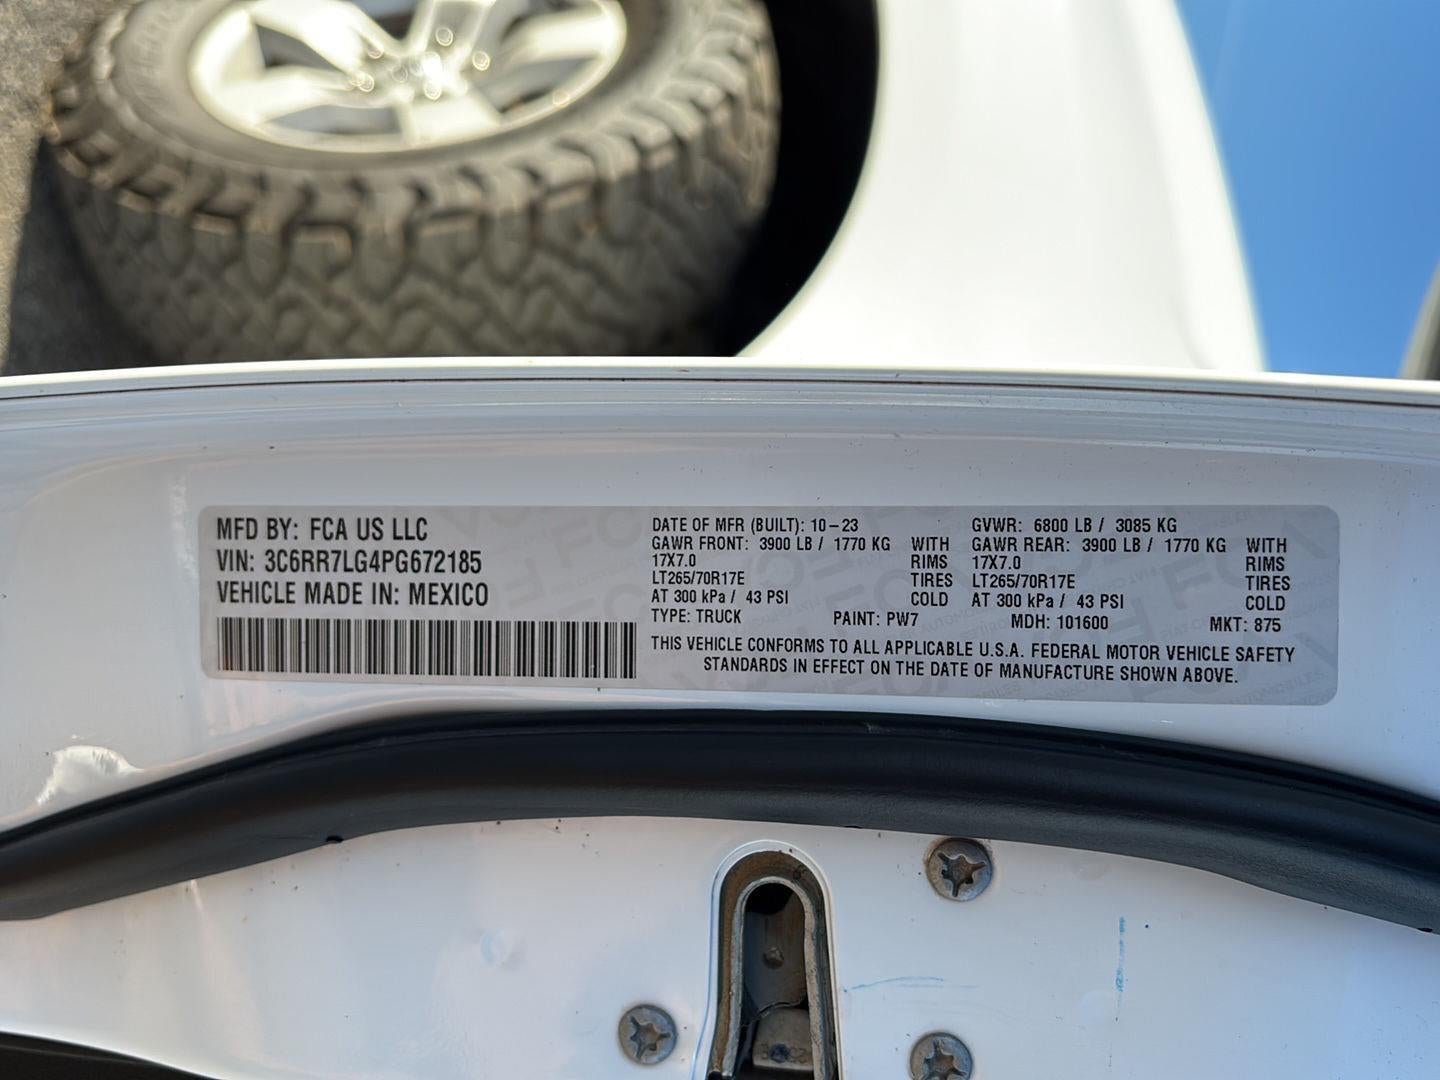 MFD BY: FCA US LLC
VIN: 3C6RR7LG4PG672185
VEHICLE MADE IN: MEXICO
DATE OF MFR (BUILT): 10-23 GVWR: 6800 LB / 3085 KG
GAWR FRONT: 3900 LB / 1770 KG WITH GAWR REAR: 3900 LB / 1770 KG WITH
17X7.0 RIMS 17X7.0 RIMS
LT265/70R17E TIRES LT265/70R17E TIRES
AT 300 kPa / 43 PSI COLD AT 300 kPa / 43 PSI COLD
TYPE: TRUCK PAINT: PW7 MDH: 101600 MKT: 875
THIS VEHICLE CONFORMS TO ALL APPLICABLE U.S.A. FEDERAL MOTOR VEHICLE SAFETY
STANDARDS IN EFFECT ON THE DATE OF MANUFACTURE SHOWN ABOVE.